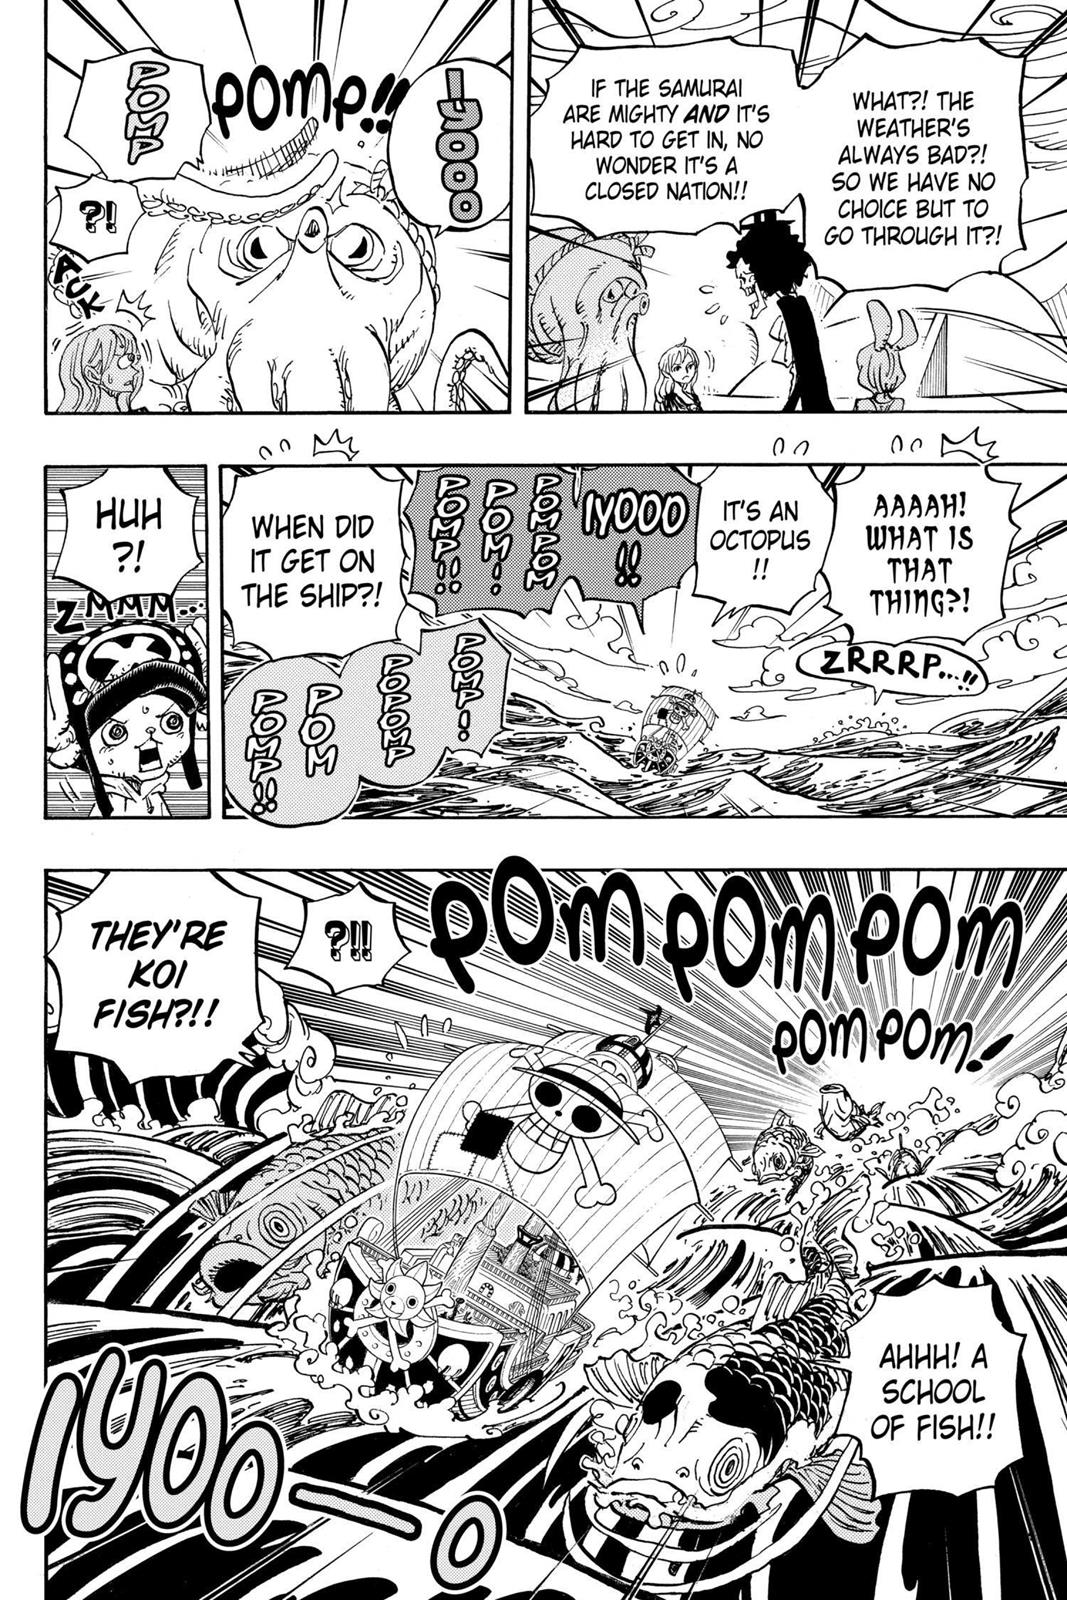 WHAT?! THE
WEATHER'S
ALWAYS BAD?!
SO WE HAVE NO
CHOICE BUT TO
GO THROUGH IT?!
IF THE SAMURAI
ARE MIGHTY AND IT'S
HARD TO GET IN, NO
WONDER IT'S A
CLOSED NATION!!
IYOOO
POMP!!
POMP
?!
ACK
AAAAH!
WHAT IS
THAT
THING?!
ZRRRP...!!
IT'S AN
OCTOPUS
!!
IYOOO
!!
POMPOM
POM!
POMP!!
WHEN DID
IT GET ON
THE SHIP?!
POMP!
POPOMP
POM
POMP!!
HUH
?!
ZMMM...
POM POM POM
POM POM!
?!!
THEY'RE
KOI
FISH?!!
AHHH! A
SCHOOL
OF FISH!!
IYOO—O